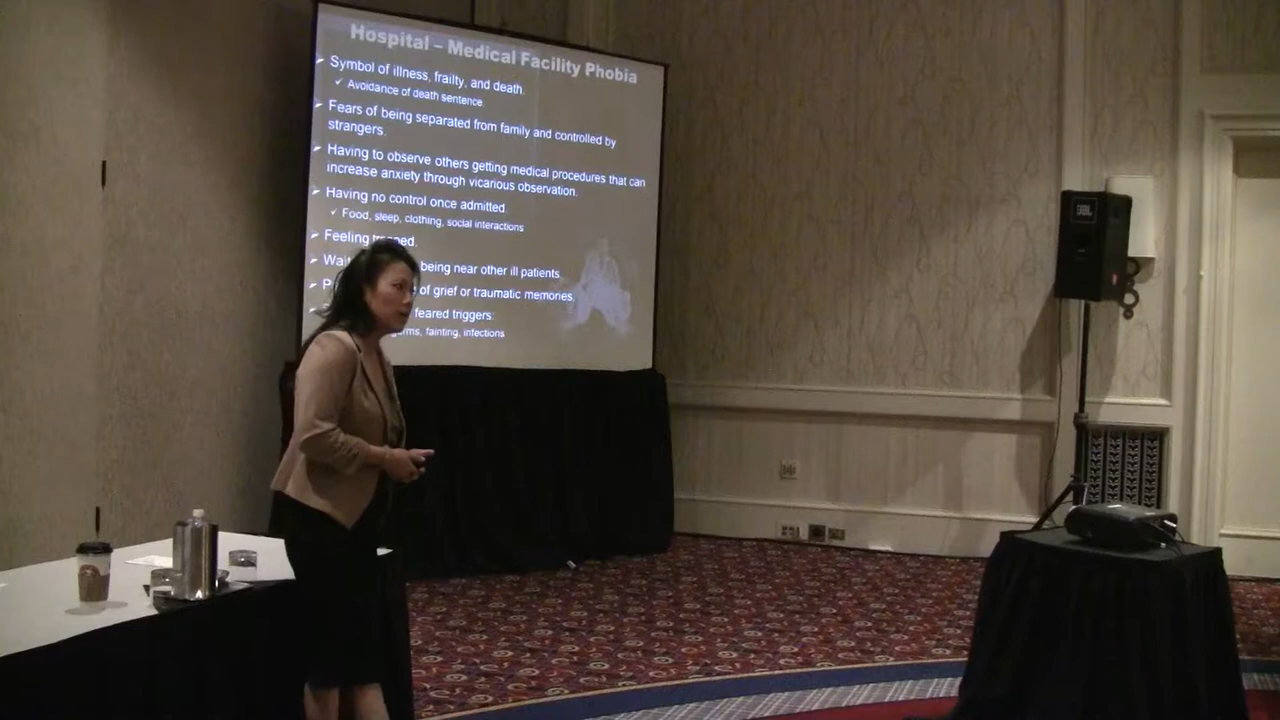 Hospital – Medical Facility Phobia
Symbol of illness, frailty, and death.
Avoidance of death sentence
Fears of being separated from family and controlled by
strangers.
Having to observe others getting medical procedures that can
increase anxiety through vicarious observation.
Having no control once admitted.
Food, sleep, clothing, social interactions
Feeling trapped.
being near other ill patients.
of grief or traumatic memories.
feared triggers:
fainting, infections
JBL